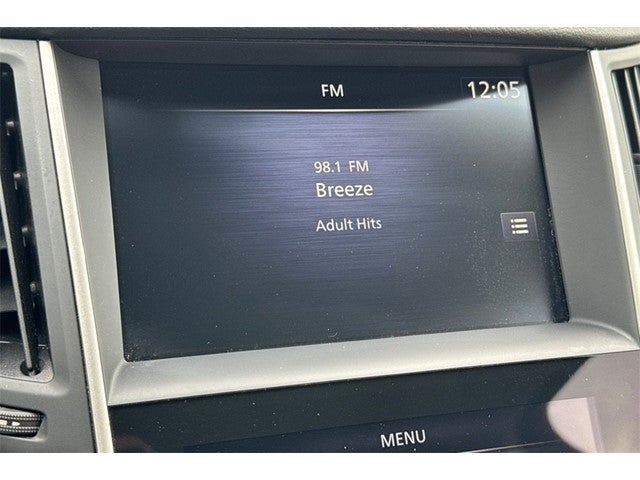 FM 12:05
98.1 FM
Breeze
Adult Hits
MENU